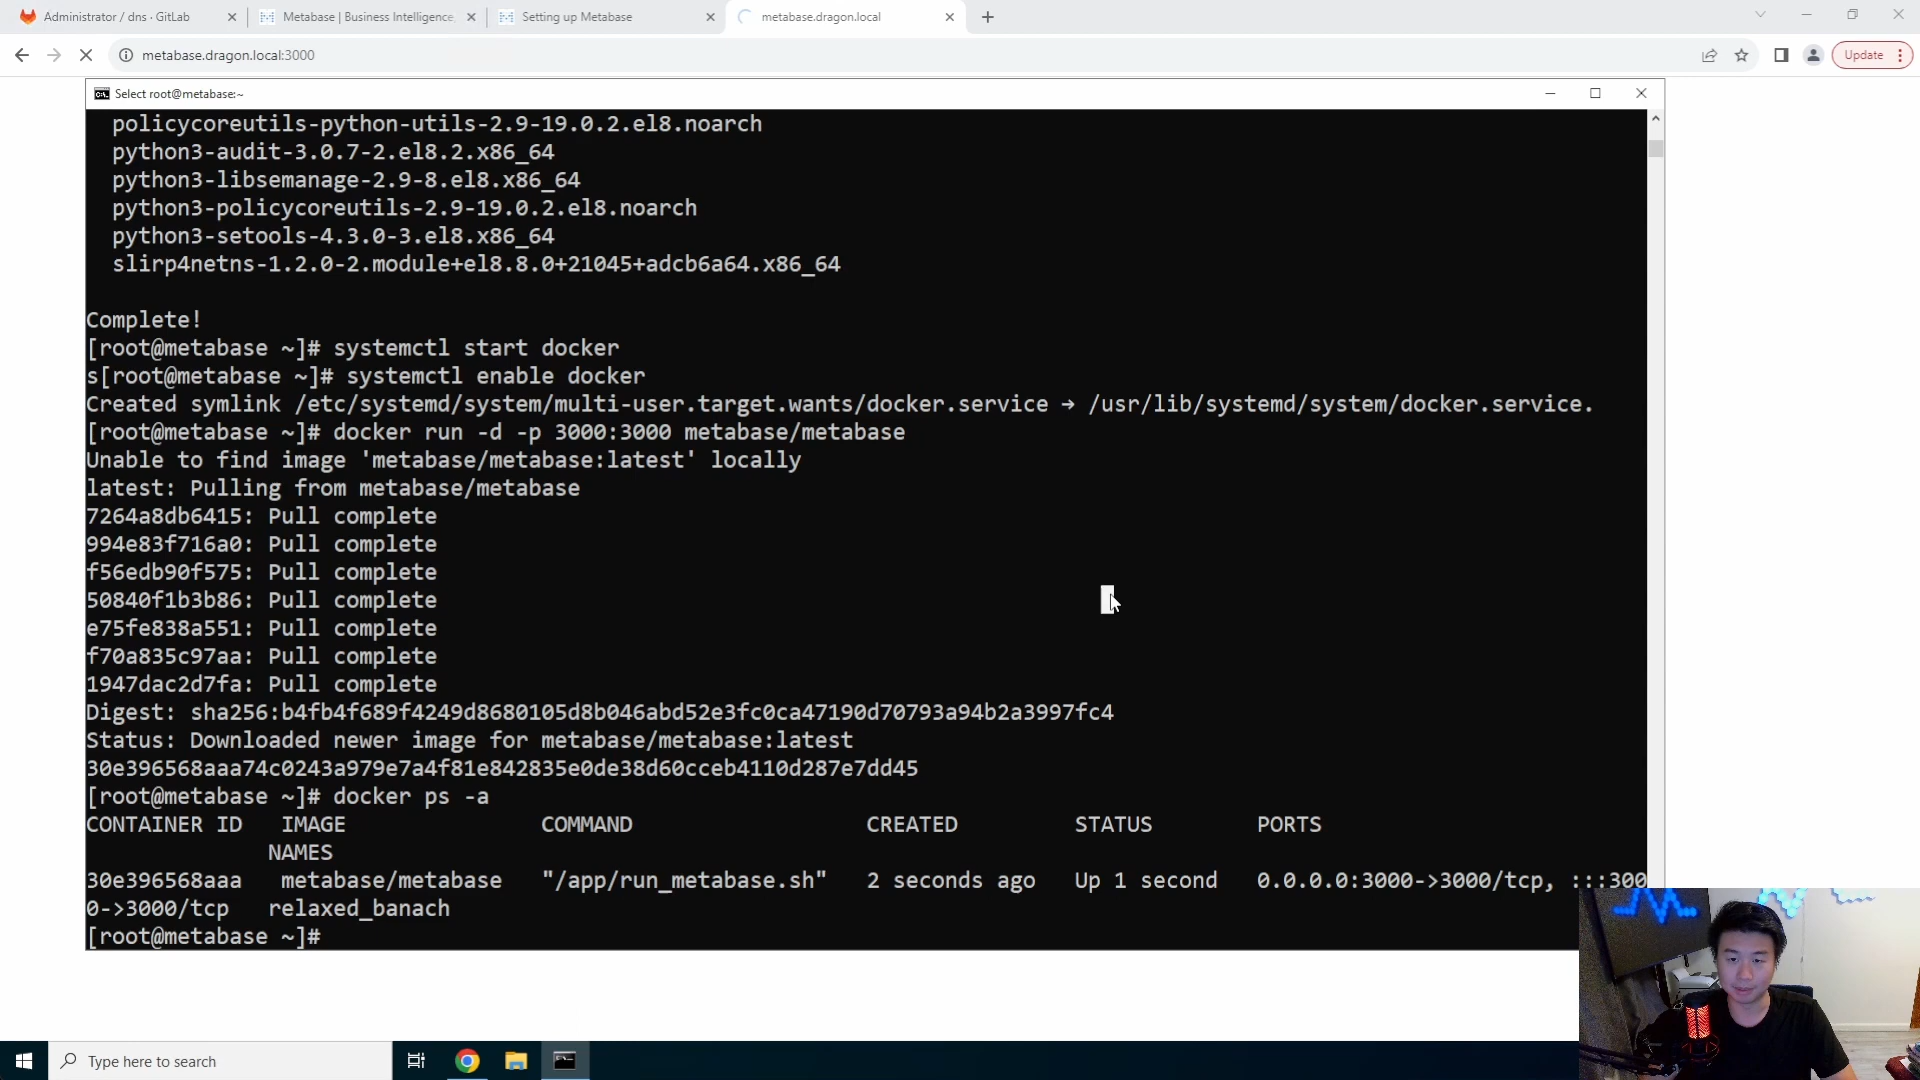 Administrator / dns · GitLab
Metabase | Business Intelligence,
Setting up Metabase
metabase.dragon.local
metabase.dragon.local:3000
Update
Select root@metabase:~
policycoreutils-python-utils-2.9-19.0.2.el8.noarch
python3-audit-3.0.7-2.el8.2.x86_64
python3-libsemanage-2.9-8.el8.x86_64
python3-policycoreutils-2.9-19.0.2.el8.noarch
python3-setools-4.3.0-3.el8.x86_64
slirp4netns-1.2.0-2.module+el8.8.0+21045+adcb6a64.x86_64
Complete!
[root@metabase ~]# systemctl start docker
s[root@metabase ~]# systemctl enable docker
Created symlink /etc/systemd/system/multi-user.target.wants/docker.service → /usr/lib/systemd/system/docker.service.
[root@metabase ~]# docker run -d -p 3000:3000 metabase/metabase
Unable to find image 'metabase/metabase:latest' locally
latest: Pulling from metabase/metabase
7264a8db6415: Pull complete
994e83f716a0: Pull complete
f56edb90f575: Pull complete
50840f1b3b86: Pull complete
e75fe838a551: Pull complete
f70a835c97aa: Pull complete
1947dac2d7fa: Pull complete
Digest: sha256:b4fb4f689f4249d8680105d8b046abd52e3fc0ca47190d70793a94b2a3997fc4
Status: Downloaded newer image for metabase/metabase:latest
30e396568aaa74c0243a979e7a4f81e842835e0de38d60cceb4110d287e7dd45
[root@metabase ~]# docker ps -a
CONTAINER ID IMAGE COMMAND CREATED STATUS PORTS
NAMES
30e396568aaa metabase/metabase "/app/run_metabase.sh" 2 seconds ago Up 1 second 0.0.0.0:3000->3000/tcp, :::300
0->3000/tcp relaxed_banach
[root@metabase ~]#
Type here to search